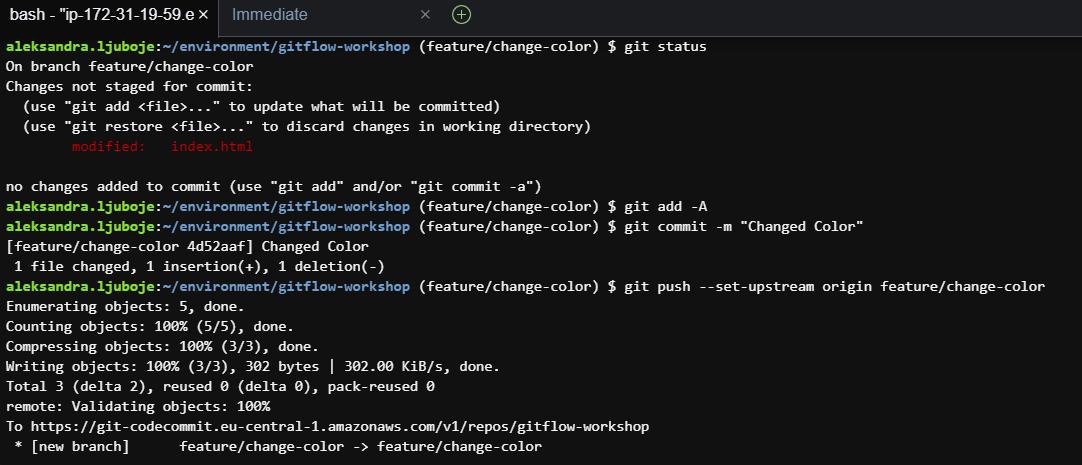 bash - "ip-172-31-19-59.e × Immediate ×
aleksandra.ljuboje:~/environment/gitflow-workshop (feature/change-color) $ git status
On branch feature/change-color
Changes not staged for commit:
  (use "git add <file>..." to update what will be committed)
  (use "git restore <file>..." to discard changes in working directory)
        modified:   index.html

no changes added to commit (use "git add" and/or "git commit -a")
aleksandra.ljuboje:~/environment/gitflow-workshop (feature/change-color) $ git add -A
aleksandra.ljuboje:~/environment/gitflow-workshop (feature/change-color) $ git commit -m "Changed Color"
[feature/change-color 4d52aaf] Changed Color
 1 file changed, 1 insertion(+), 1 deletion(-)
aleksandra.ljuboje:~/environment/gitflow-workshop (feature/change-color) $ git push --set-upstream origin feature/change-color
Enumerating objects: 5, done.
Counting objects: 100% (5/5), done.
Compressing objects: 100% (3/3), done.
Writing objects: 100% (3/3), 302 bytes | 302.00 KiB/s, done.
Total 3 (delta 2), reused 0 (delta 0), pack-reused 0
remote: Validating objects: 100%
To https://git-codecommit.eu-central-1.amazonaws.com/v1/repos/gitflow-workshop
 * [new branch]      feature/change-color -> feature/change-color